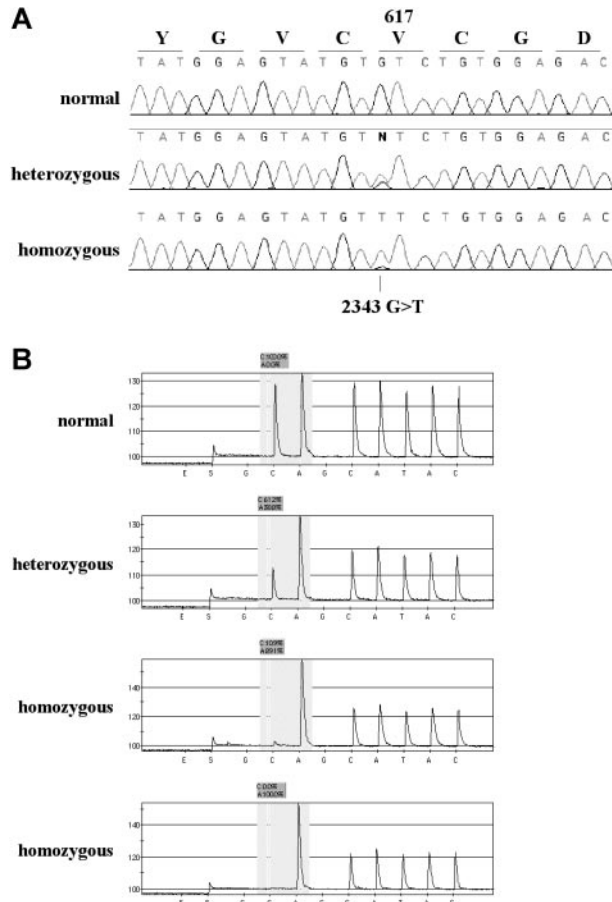 A
617
Y G V C V C G D
T A T G G A G T A T G T G T C T G T G G A G A C
normal
T A T G G A G T A T G T N T C T G T G G A G A C
heterozygous
T A T G G A G T A T G T T T C T G T G G A G A C
homozygous
2343 G>T
B
normal
130
120
110
100
E S G C A G C A T A C
heterozygous
130
120
110
100
E S G C A G C A T A C
homozygous
140
120
100
E S G C A G C A T A C
homozygous
140
120
100